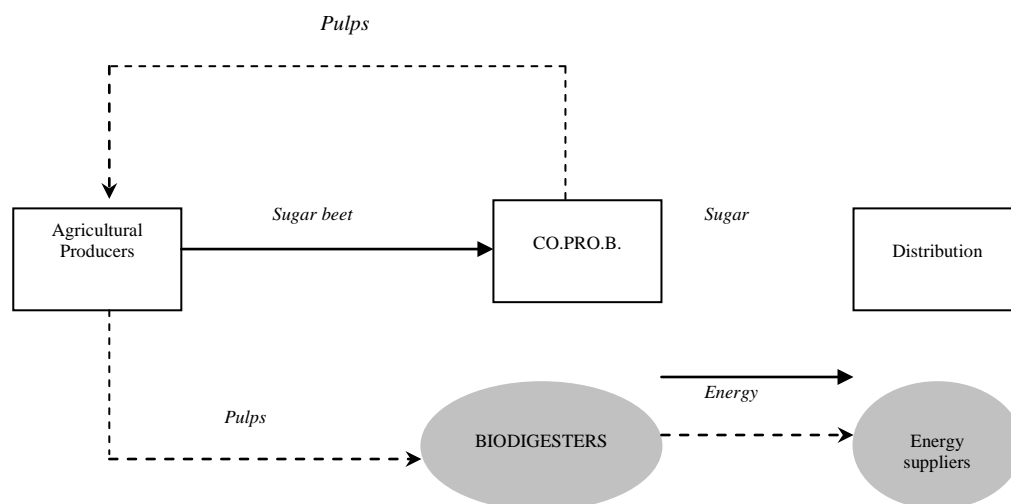 Pulps
Agricultural
Producers
Sugar beet
CO.PRO.B.
Sugar
Distribution
Energy
Pulps
BIODIGESTERS
Energy
suppliers